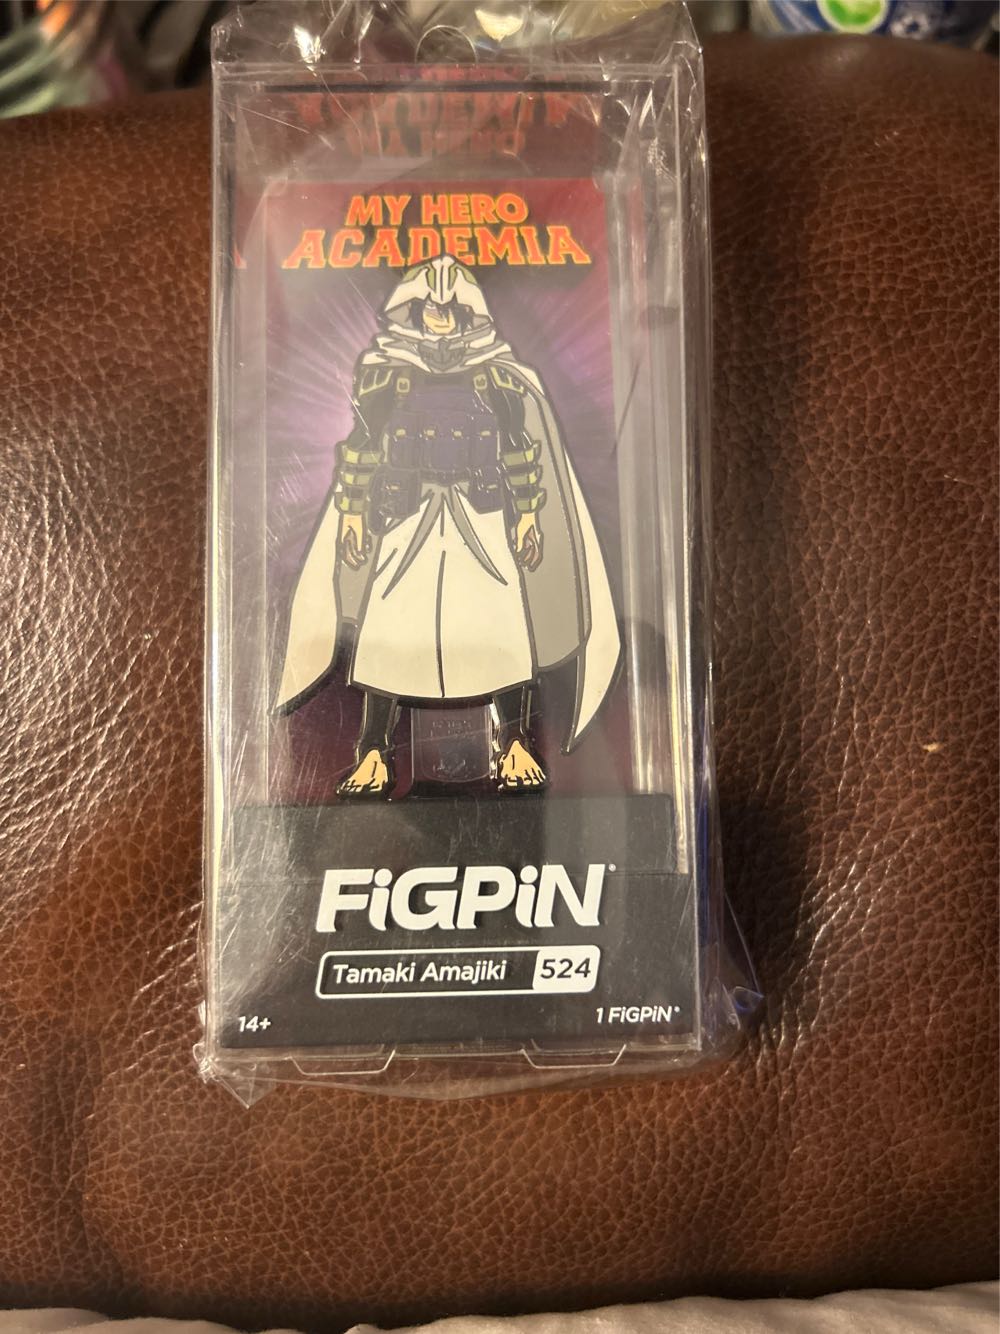 MY HERO
ACADEMIA
FiGPiN®
Tamaki Amajiki 524
14+
1 FiGPiN®